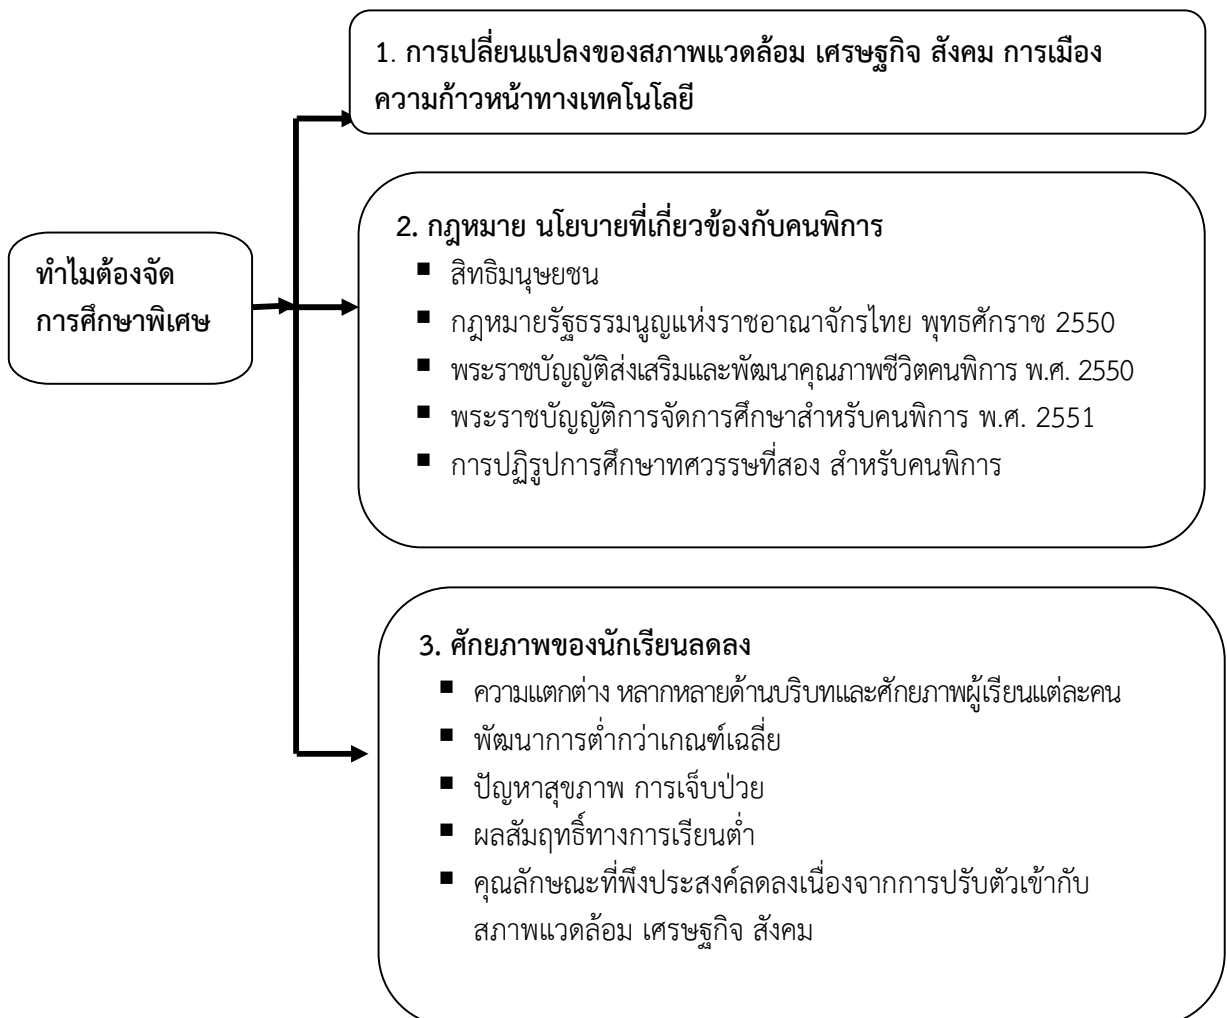 1. การเปลี่ยนแปลงของสภาพแวดล้อม เศรษฐกิจ สังคม การเมือง
ความก้าวหน้าทางเทคโนโลยี
ทำไมต้องจัด
การศึกษาพิเศษ
2. กฎหมาย นโยบายที่เกี่ยวข้องกับคนพิการ
■ สิทธิมนุษยชน
■ กฎหมายรัฐธรรมนูญแห่งราชอาณาจักรไทย พุทธศักราช 2550
■ พระราชบัญญัติส่งเสริมและพัฒนาคุณภาพชีวิตคนพิการ พ.ศ. 2550
■ พระราชบัญญัติการจัดการศึกษาสำหรับคนพิการ พ.ศ. 2551
■ การปฏิรูปการศึกษาทศวรรษที่สอง สำหรับคนพิการ
3. ศักยภาพของนักเรียนลดลง
■ ความแตกต่าง หลากหลายด้านบริบทและศักยภาพผู้เรียนแต่ละคน
■ พัฒนาการต่ำกว่าเกณฑ์เฉลี่ย
■ ปัญหาสุขภาพ การเจ็บป่วย
■ ผลสัมฤทธิ์ทางการเรียนต่ำ
■ คุณลักษณะที่พึงประสงค์ลดลงเนื่องจากการปรับตัวเข้ากับ
สภาพแวดล้อม เศรษฐกิจ สังคม